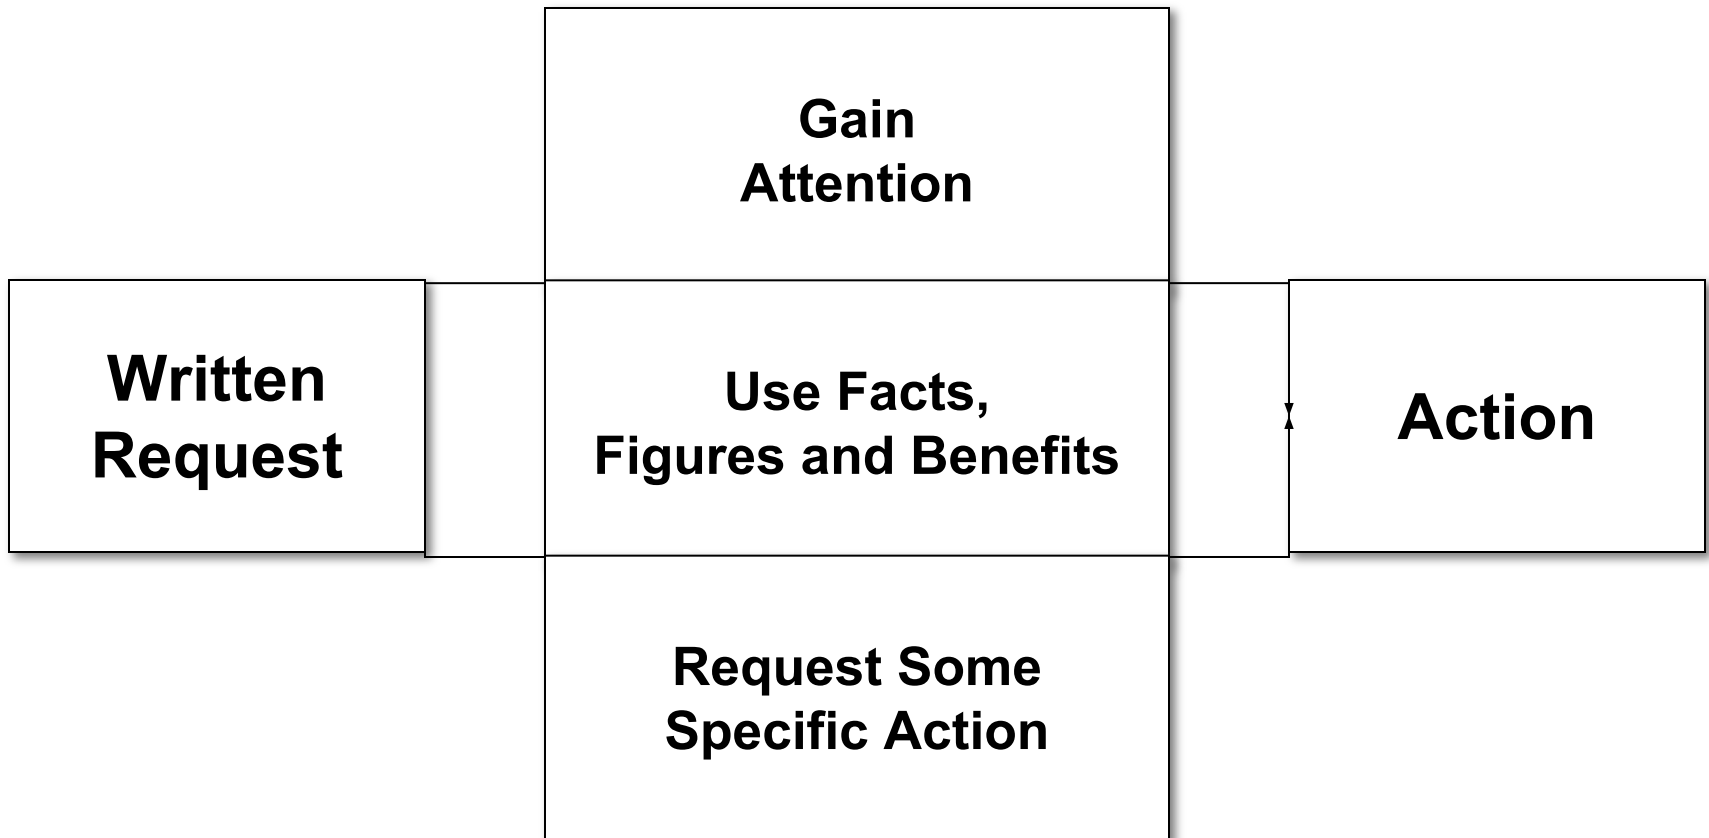 Gain
Attention
Written
Request
Use Facts,
Figures and Benefits
Action
Request Some
Specific Action